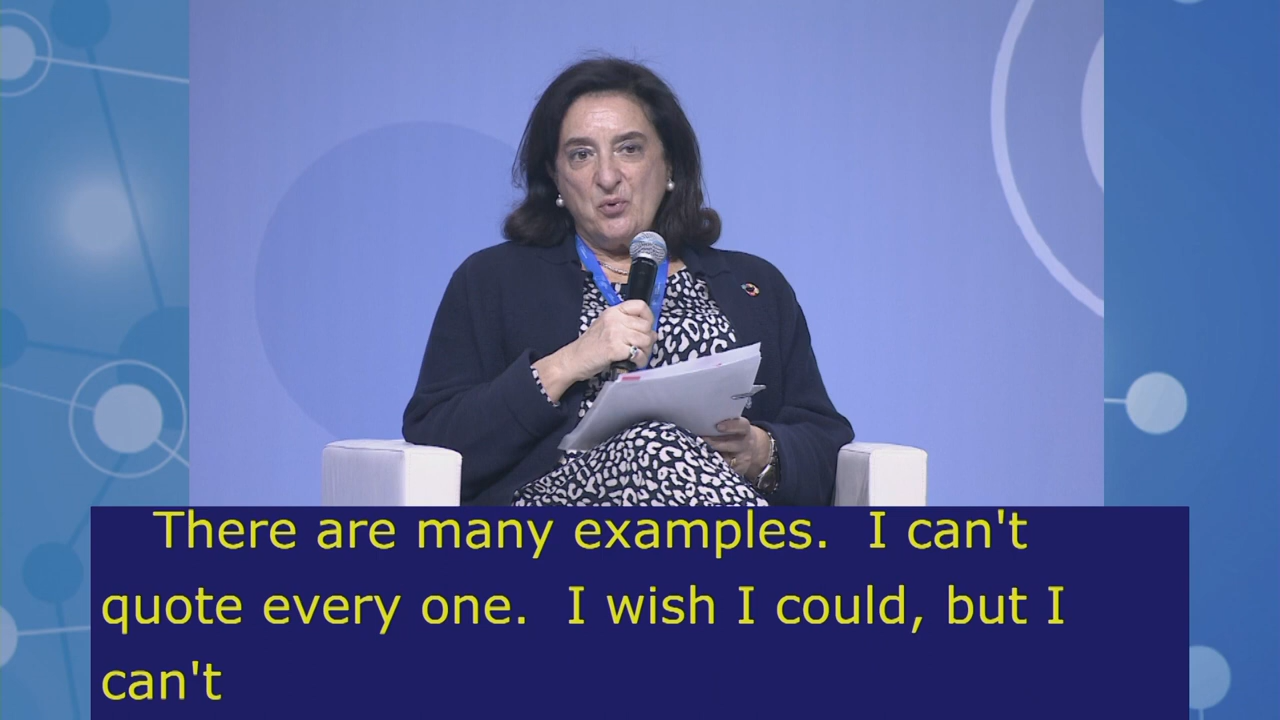 There are many examples.  I can't
quote every one.  I wish I could, but I
can't